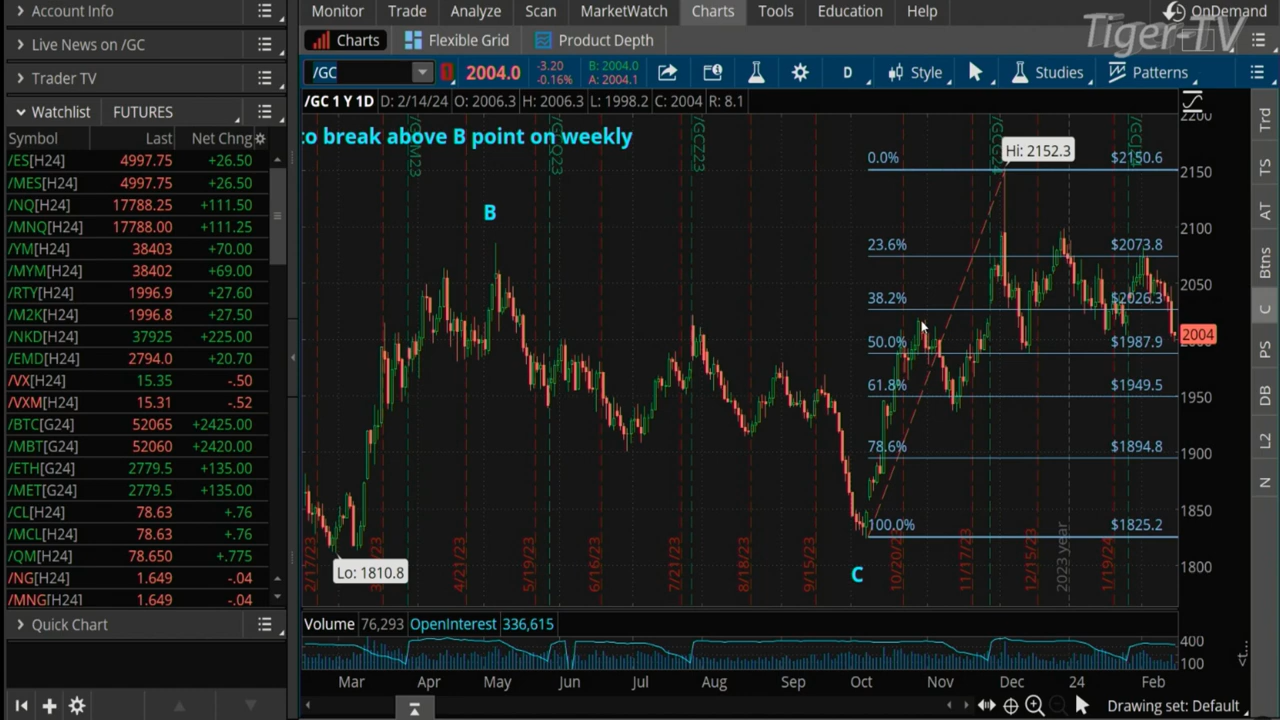 Account Info
Live News on /GC
Trader TV
Watchlist FUTURES
Symbol Last Net Chng
/ES[H24] 4997.75 +26.50
/MES[H24] 4997.75 +26.50
/NQ[H24] 17788.25 +111.50
/MNQ[H24] 17788.00 +111.25
/YM[H24] 38403 +70.00
/MYM[H24] 38402 +69.00
/RTY[H24] 1996.9 +27.60
/M2K[H24] 1996.8 +27.50
/NKD[H24] 37925 +225.00
/EMD[H24] 2794.0 +20.70
/VX[H24] 15.35 -.50
/VXM[H24] 15.31 -.52
/BTC[G24] 52065 +2425.00
/MBT[G24] 52060 +2420.00
/ETH[G24] 2779.5 +135.00
/MET[G24] 2779.5 +135.00
/CL[H24] 78.63 +.76
/MCL[H24] 78.63 +.76
/QM[H24] 78.650 +.775
/NG[H24] 1.649 -.04
/MNG[H24] 1.649 -.04
Quick Chart
Monitor Trade Analyze Scan MarketWatch Charts Tools Education Help
OnDemand
Tiger-TV
Charts Flexible Grid Product Depth
/GC 2004.0 -3.20 B: 2004.0
-0.16% A: 2004.1
D Style Studies Patterns
/GC 1 Y 1D D: 2/14/24 O: 2006.3 H: 2006.3 L: 1998.2 C: 2004 R: 8.1
to break above B point on weekly
/GCM23
/GCQ23
/GCZ23
B
Hi: 2152.3
0.0% $2150.6
23.6% $2073.8
38.2% $2026.3
50.0% $1987.9
61.8% $1949.5
78.6% $1894.8
100.0% $1825.2
C
Lo: 1810.8
2200
2150
2100
2050
2004
2000
1950
1900
1850
1800
2/17/23
4/21/23
5/19/23
6/16/23
7/21/23
8/18/23
9/15/23
10/20/23
11/17/23
12/15/23
2023 year
1/19/24
Volume 76,293 OpenInterest 336,615
400
100
Mar Apr May Jun Jul Aug Sep Oct Nov Dec 24 Feb
Drawing set: Default
Trd
TS
AT
Btns
C
PS
DB
L2
N